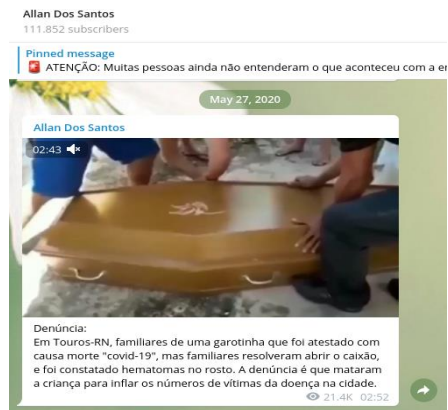 Allan Dos Santos
111.852 subscribers
Pinned message
🚨 ATENÇÃO: Muitas pessoas ainda não entenderam o que aconteceu com a
May 27, 2020
Allan Dos Santos
02:43
Denúncia:
Em Touros-RN, familiares de uma garotinha que foi atestado com
causa morte "covid-19", mas familiares resolveram abrir o caixão,
e foi constatado hematomas no rosto. A denúncia é que mataram
a criança para inflar os números de vítimas da doença na cidade.
21.4K 02:52